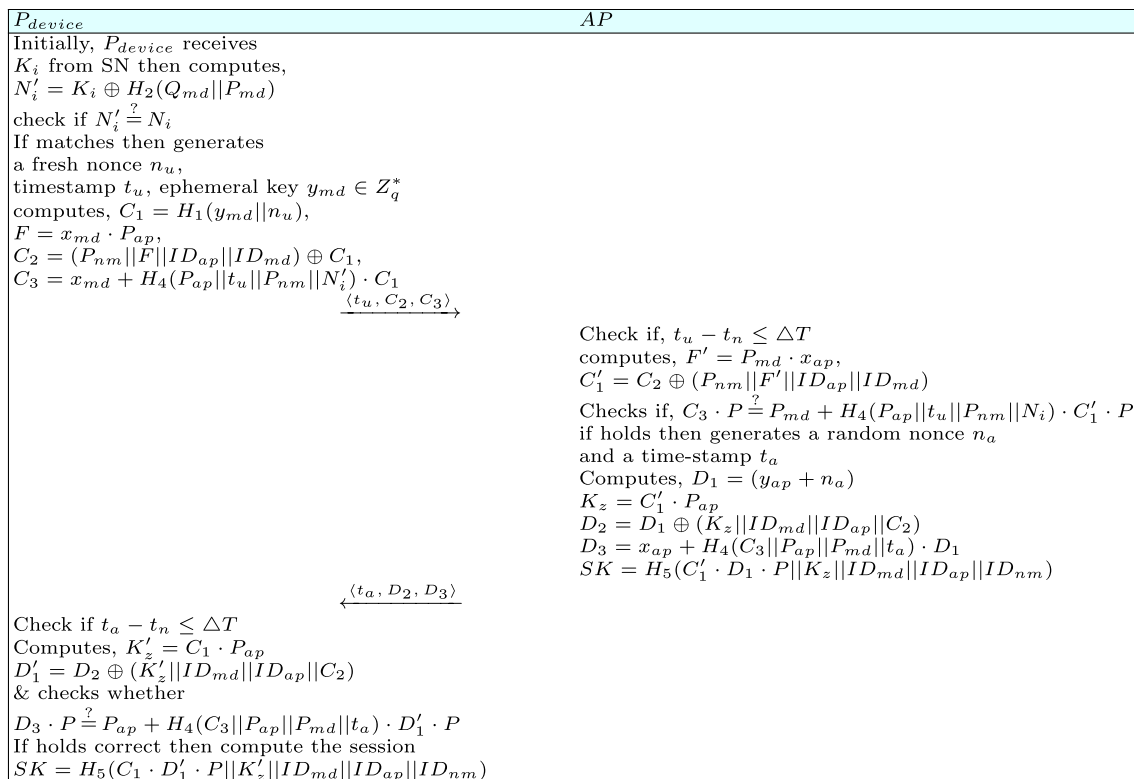 P_device AP
Initially, P_device receives
K_i from SN then computes,
N'_i = K_i ⊕ H_2(Q_md||P_md)
check if N'_i ?= N_i
If matches then generates
a fresh nonce n_u,
timestamp t_u, ephemeral key y_md ∈ Z*_q
computes, C_1 = H_1(y_md||n_u),
F = x_md · P_ap,
C_2 = (P_nm||F||ID_ap||ID_md) ⊕ C_1,
C_3 = x_md + H_4(P_ap||t_u||P_nm||N'_i) · C_1
⟨t_u, C_2, C_3⟩
Check if, t_u − t_n ≤ △T
computes, F' = P_md · x_ap,
C'_1 = C_2 ⊕ (P_nm||F'||ID_ap||ID_md)
Checks if, C_3 · P ?= P_md + H_4(P_ap||t_u||P_nm||N_i) · C'_1 · P
if holds then generates a random nonce n_a
and a time-stamp t_a
Computes, D_1 = (y_ap + n_a)
K_z = C'_1 · P_ap
D_2 = D_1 ⊕ (K_z||ID_md||ID_ap||C_2)
D_3 = x_ap + H_4(C_3||P_ap||P_md||t_a) · D_1
SK = H_5(C'_1 · D_1 · P||K_z||ID_md||ID_ap||ID_nm)
⟨t_a, D_2, D_3⟩
Check if t_a − t_n ≤ △T
Computes, K'_z = C_1 · P_ap
D'_1 = D_2 ⊕ (K'_z||ID_md||ID_ap||C_2)
& checks whether
D_3 · P ?= P_ap + H_4(C_3||P_ap||P_md||t_a) · D'_1 · P
If holds correct then compute the session
SK = H_5(C_1 · D'_1 · P||K'_z||ID_md||ID_ap||ID_nm)